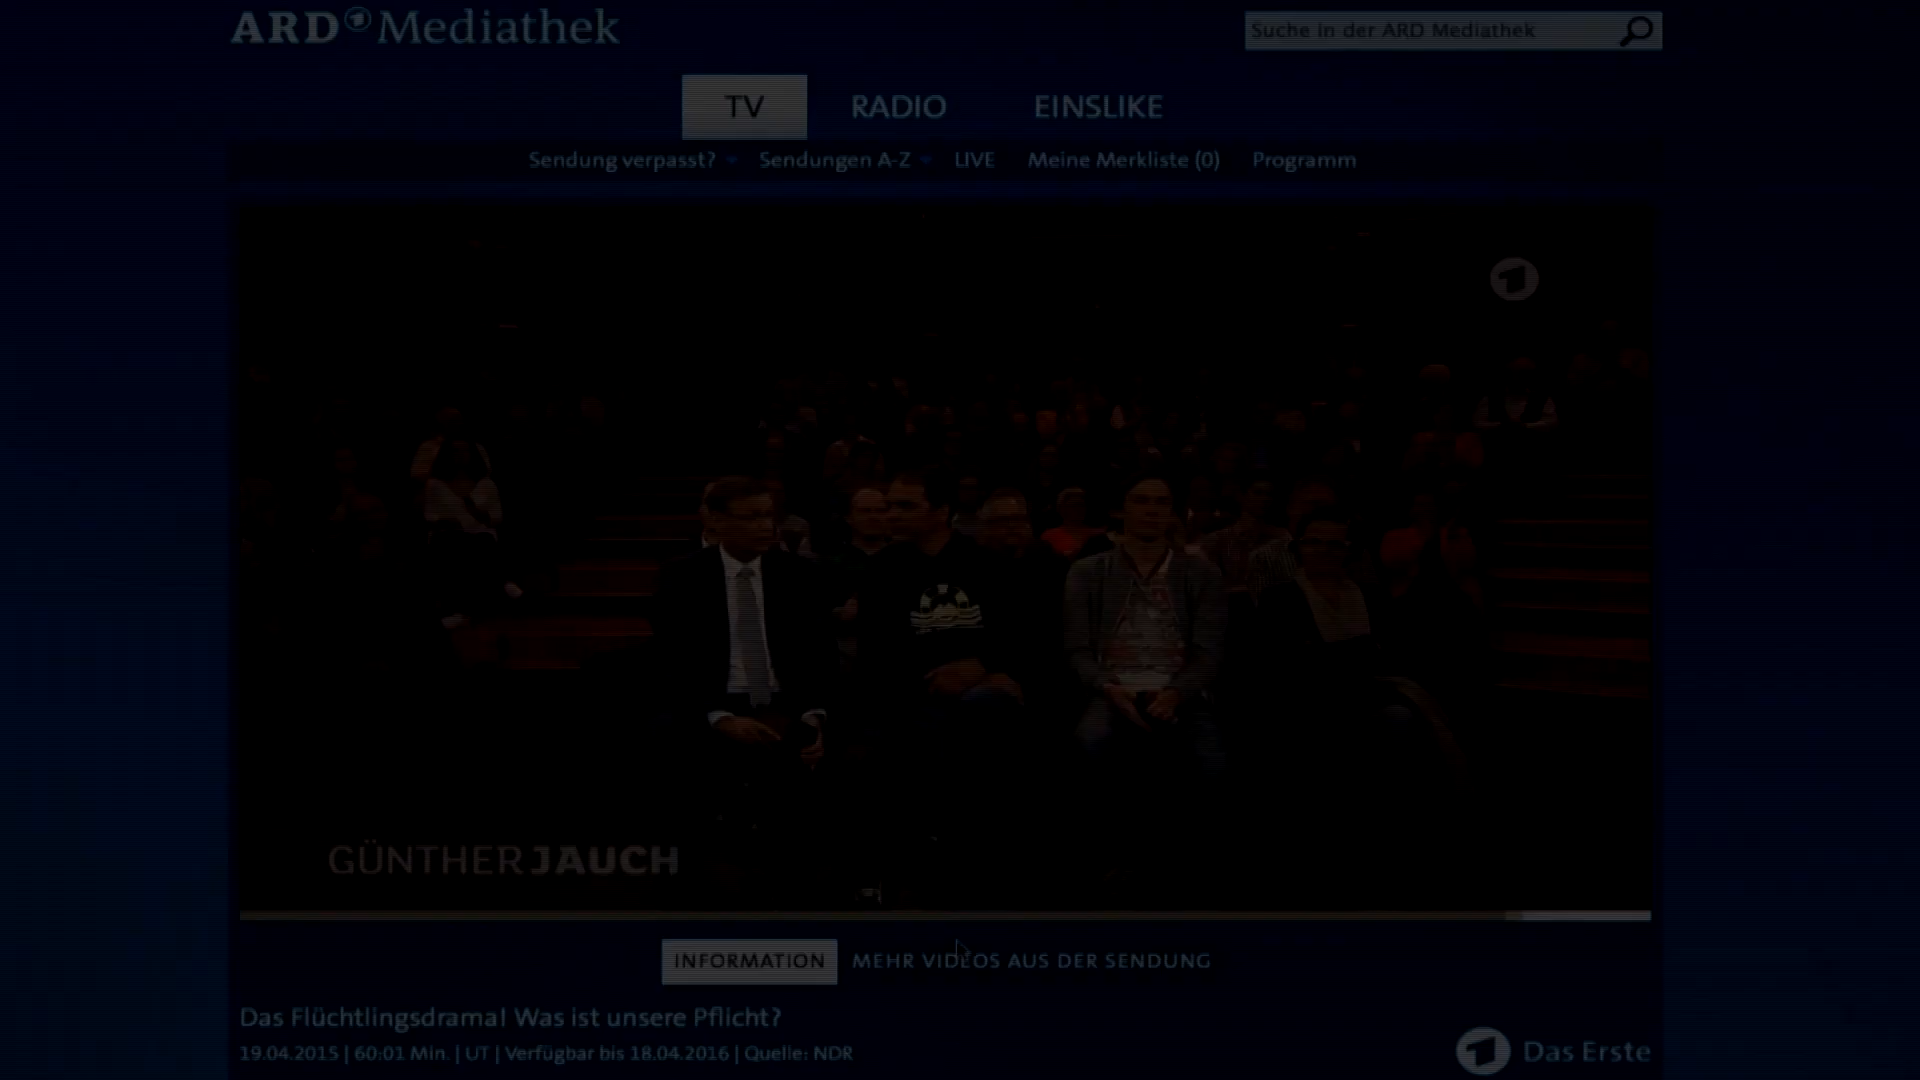 ARD Mediathek
Suche in der ARD Mediathek
TV RADIO EINSLIKE
Sendung verpasst? Sendungen A-Z LIVE Meine Merkliste (0) Programm
GÜNTHER JAUCH
INFORMATION MEHR VIDEOS AUS DER SENDUNG
Das Flüchtlingsdrama! Was ist unsere Pflicht?
19.04.2015 | 60:01 Min. | UT | Verfügbar bis 18.04.2016 | Quelle: NDR
Das Erste